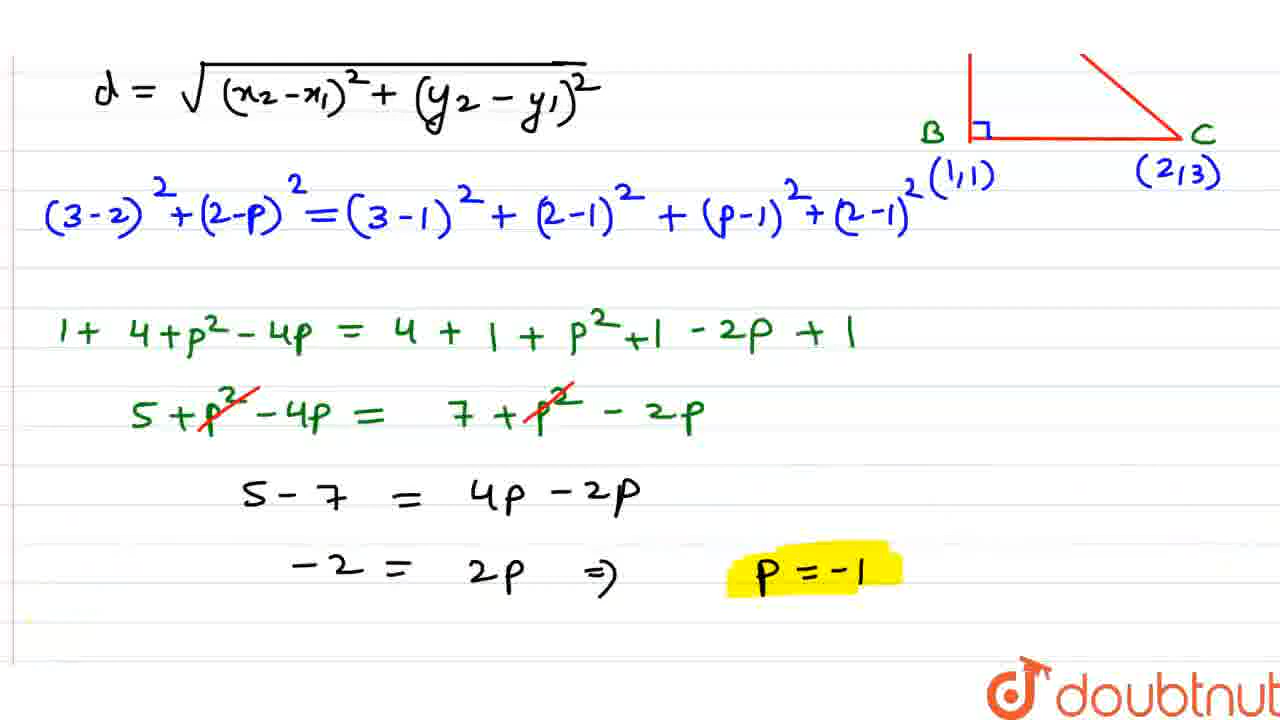 d = √(x₂-x₁)² + (y₂ - y₁)²
B C
(1,1) (2,3)
(3-2)² + (2-p)² = (3-1)² + (2-1)² + (p-1)² + (2-1)²
1 + 4 + p² - 4p = 4 + 1 + p² + 1 - 2p + 1
5 + p² - 4p = 7 + p² - 2p
5 - 7 = 4p - 2p
-2 = 2p ⇒ p = -1
doubtnut